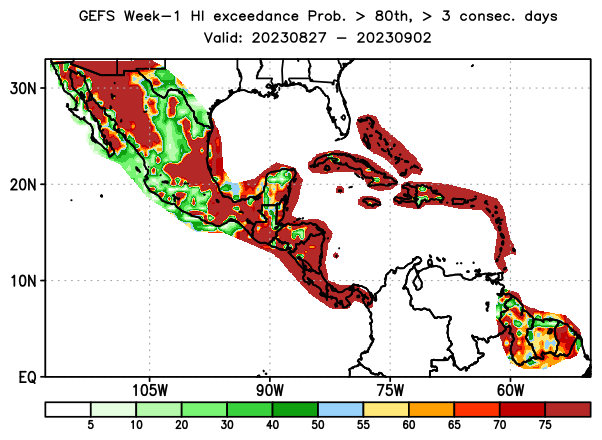 GEFS Week−1 HI exceedance Prob. > 80th, > 3 consec. days
Valid: 20230827 − 20230902
30N
20N
10N
EQ
105W 90W 75W 60W
5 20 30 40 50 55 60 65 70 75